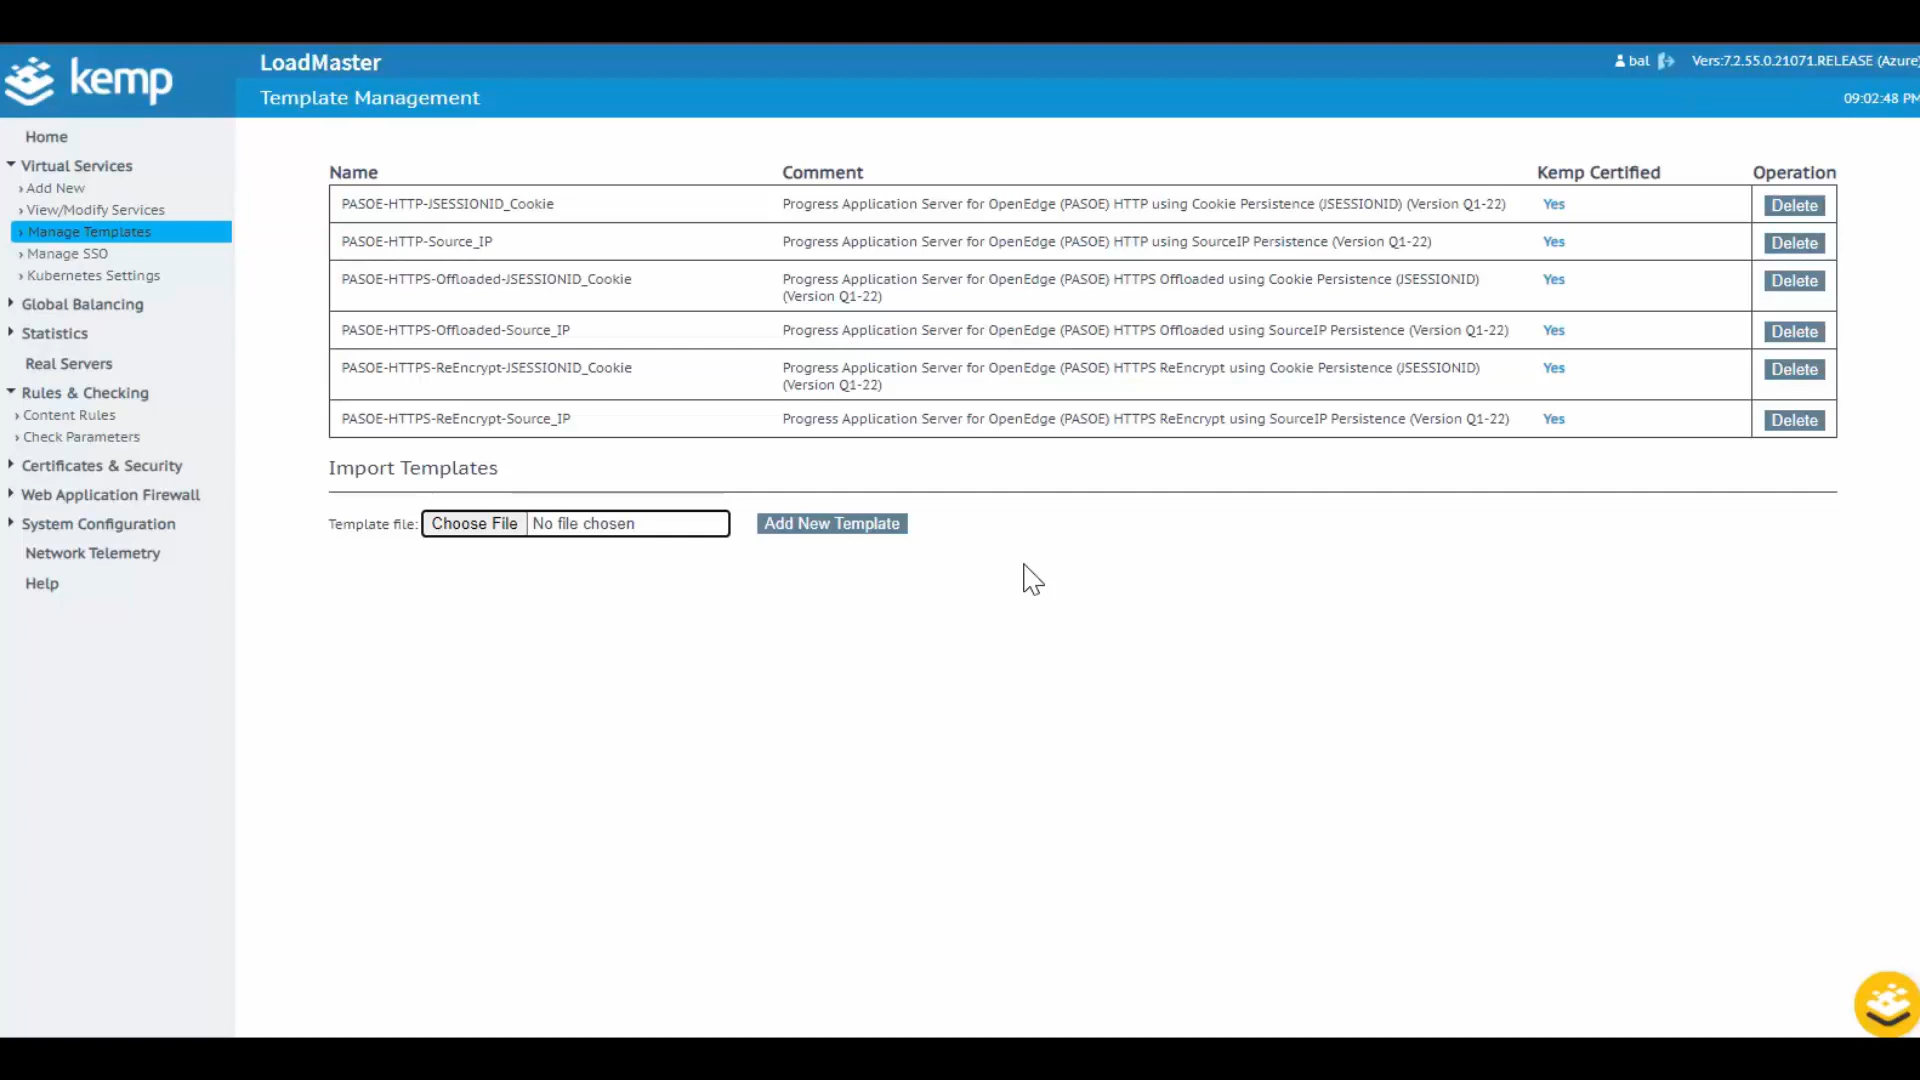 kemp
LoadMaster
bal
Vers:7.2.55.0.21071.RELEASE (Azure)
Template Management
09:02:48 PM
Home
Virtual Services
Add New
View/Modify Services
Manage Templates
Manage SSO
Kubernetes Settings
Global Balancing
Statistics
Real Servers
Rules & Checking
Content Rules
Check Parameters
Certificates & Security
Web Application Firewall
System Configuration
Network Telemetry
Help
Name Comment Kemp Certified Operation
PASOE-HTTP-JSESSIONID_Cookie Progress Application Server for OpenEdge (PASOE) HTTP using Cookie Persistence (JSESSIONID) (Version Q1-22) Yes Delete
PASOE-HTTP-Source_IP Progress Application Server for OpenEdge (PASOE) HTTP using SourceIP Persistence (Version Q1-22) Yes Delete
PASOE-HTTPS-Offloaded-JSESSIONID_Cookie Progress Application Server for OpenEdge (PASOE) HTTPS Offloaded using Cookie Persistence (JSESSIONID) Yes Delete
(Version Q1-22)
PASOE-HTTPS-Offloaded-Source_IP Progress Application Server for OpenEdge (PASOE) HTTPS Offloaded using SourceIP Persistence (Version Q1-22) Yes Delete
PASOE-HTTPS-ReEncrypt-JSESSIONID_Cookie Progress Application Server for OpenEdge (PASOE) HTTPS ReEncrypt using Cookie Persistence (JSESSIONID) Yes Delete
(Version Q1-22)
PASOE-HTTPS-ReEncrypt-Source_IP Progress Application Server for OpenEdge (PASOE) HTTPS ReEncrypt using SourceIP Persistence (Version Q1-22) Yes Delete
Import Templates
Template file: Choose File No file chosen Add New Template